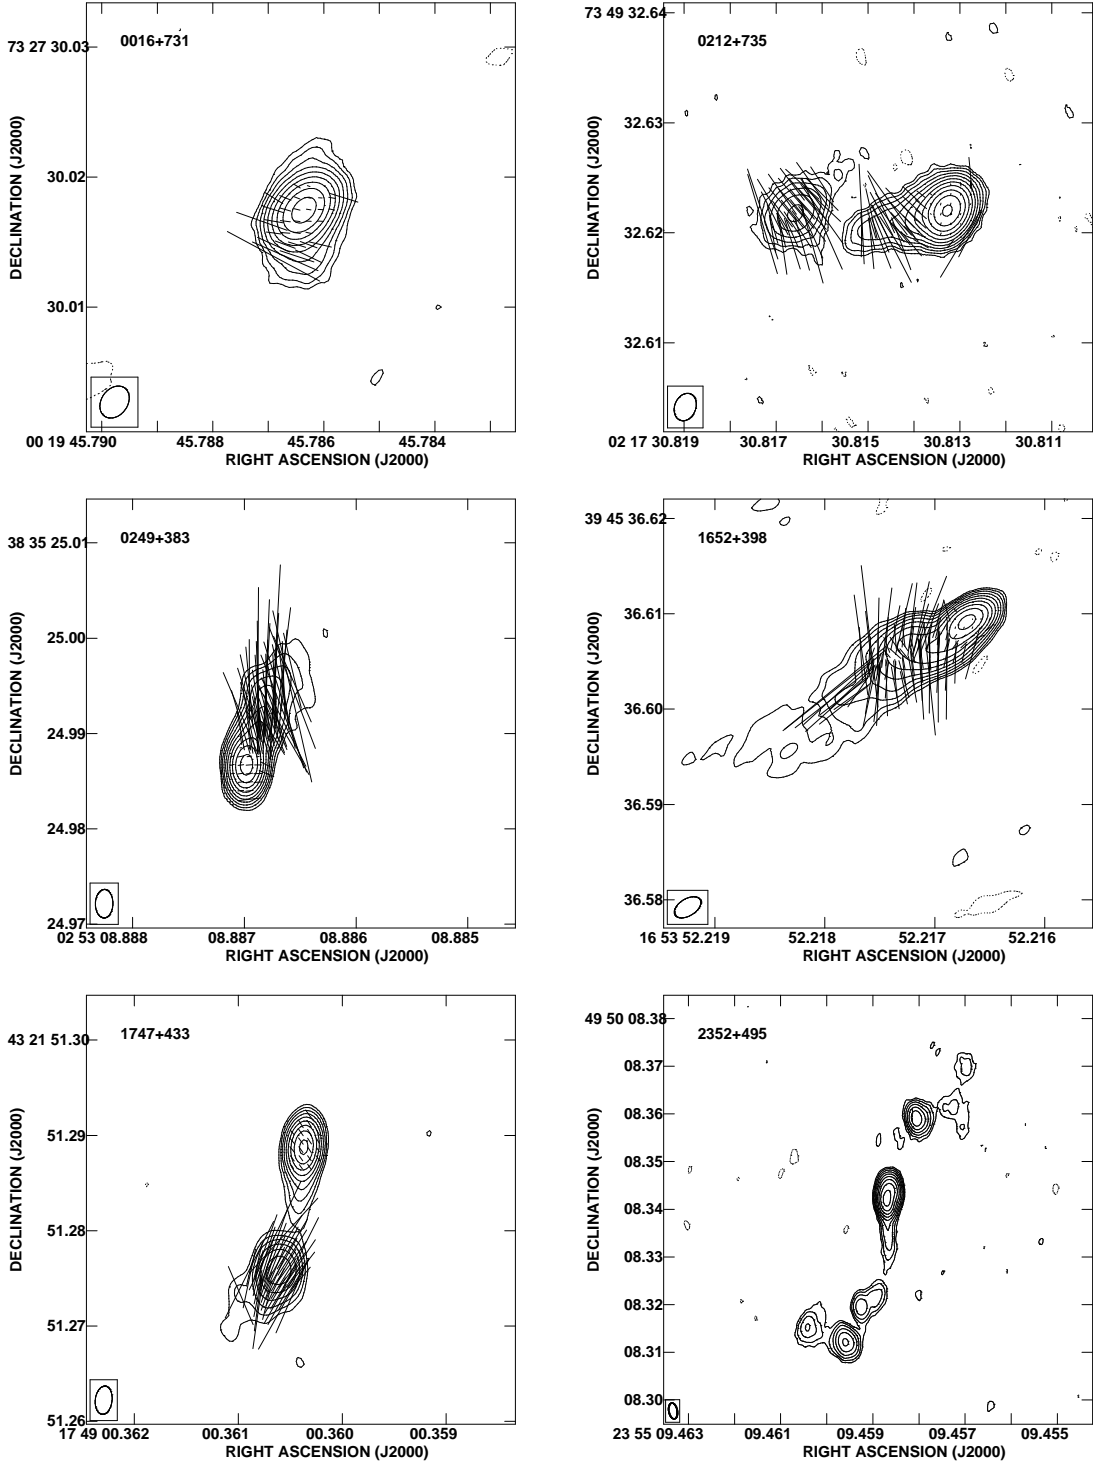 0016+731
73 27 30.03
30.02
30.01
DECLINATION (J2000)
00 19 45.790
45.788
45.786
45.784
RIGHT ASCENSION (J2000)
0212+735
73 49 32.64
32.63
32.62
32.61
DECLINATION (J2000)
02 17 30.819
30.817
30.815
30.813
30.811
RIGHT ASCENSION (J2000)
0249+383
38 35 25.01
25.00
24.99
24.98
24.97
DECLINATION (J2000)
02 53 08.888
08.887
08.886
08.885
RIGHT ASCENSION (J2000)
1652+398
39 45 36.62
36.61
36.60
36.59
36.58
DECLINATION (J2000)
16 53 52.219
52.218
52.217
52.216
RIGHT ASCENSION (J2000)
1747+433
43 21 51.30
51.29
51.28
51.27
51.26
DECLINATION (J2000)
17 49 00.362
00.361
00.360
00.359
RIGHT ASCENSION (J2000)
2352+495
49 50 08.38
08.37
08.36
08.35
08.34
08.33
08.32
08.31
08.30
DECLINATION (J2000)
23 55 09.463
09.461
09.459
09.457
09.455
RIGHT ASCENSION (J2000)